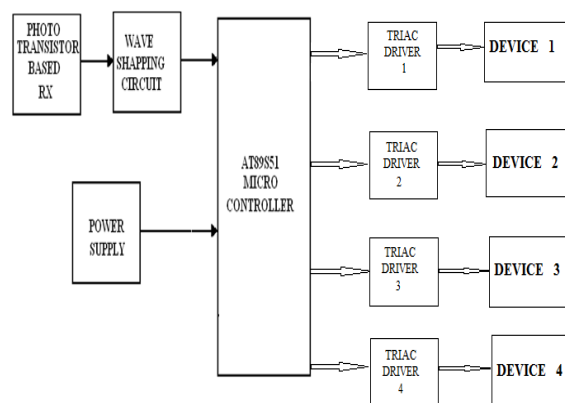 PHOTO
TRANSISTOR
BASED
RX
WAVE
SHAPPING
CIRCUIT
POWER
SUPPLY
AT89S51
MICRO
CONTROLLER
TRIAC
DRIVER
1
DEVICE 1
TRIAC
DRIVER
2
DEVICE 2
TRIAC
DRIVER
3
DEVICE 3
TRIAC
DRIVER
4
DEVICE 4